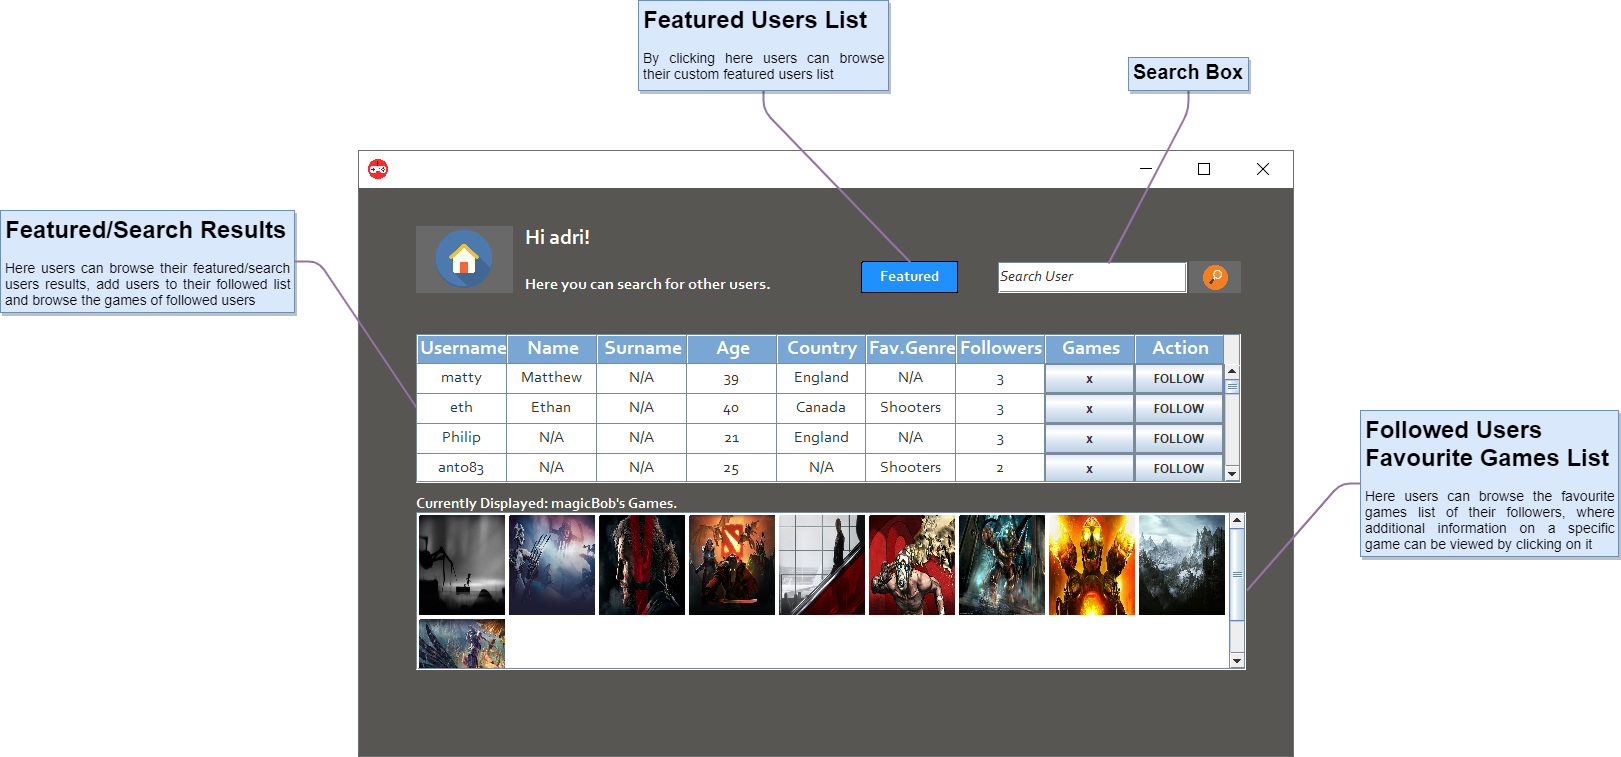 Featured Users List
By clicking here users can browse
their custom featured users list
Search Box
Featured/Search Results
Here users can browse their featured/search
users results, add users to their followed list
and browse the games of followed users
Hi adri!
Here you can search for other users.
Featured
Search User
Username Name Surname Age Country Fav.Genre Followers Games Action
matty Matthew N/A 39 England N/A 3 x FOLLOW
eth Ethan N/A 40 Canada Shooters 3 x FOLLOW
Philip N/A N/A 21 England N/A 3 x FOLLOW
anto83 N/A N/A 25 N/A Shooters 2 x FOLLOW
Currently Displayed: magicBob's Games.
Followed Users
Favourite Games List
Here users can browse the favourite
games list of their followers, where
additional information on a specific
game can be viewed by clicking on it